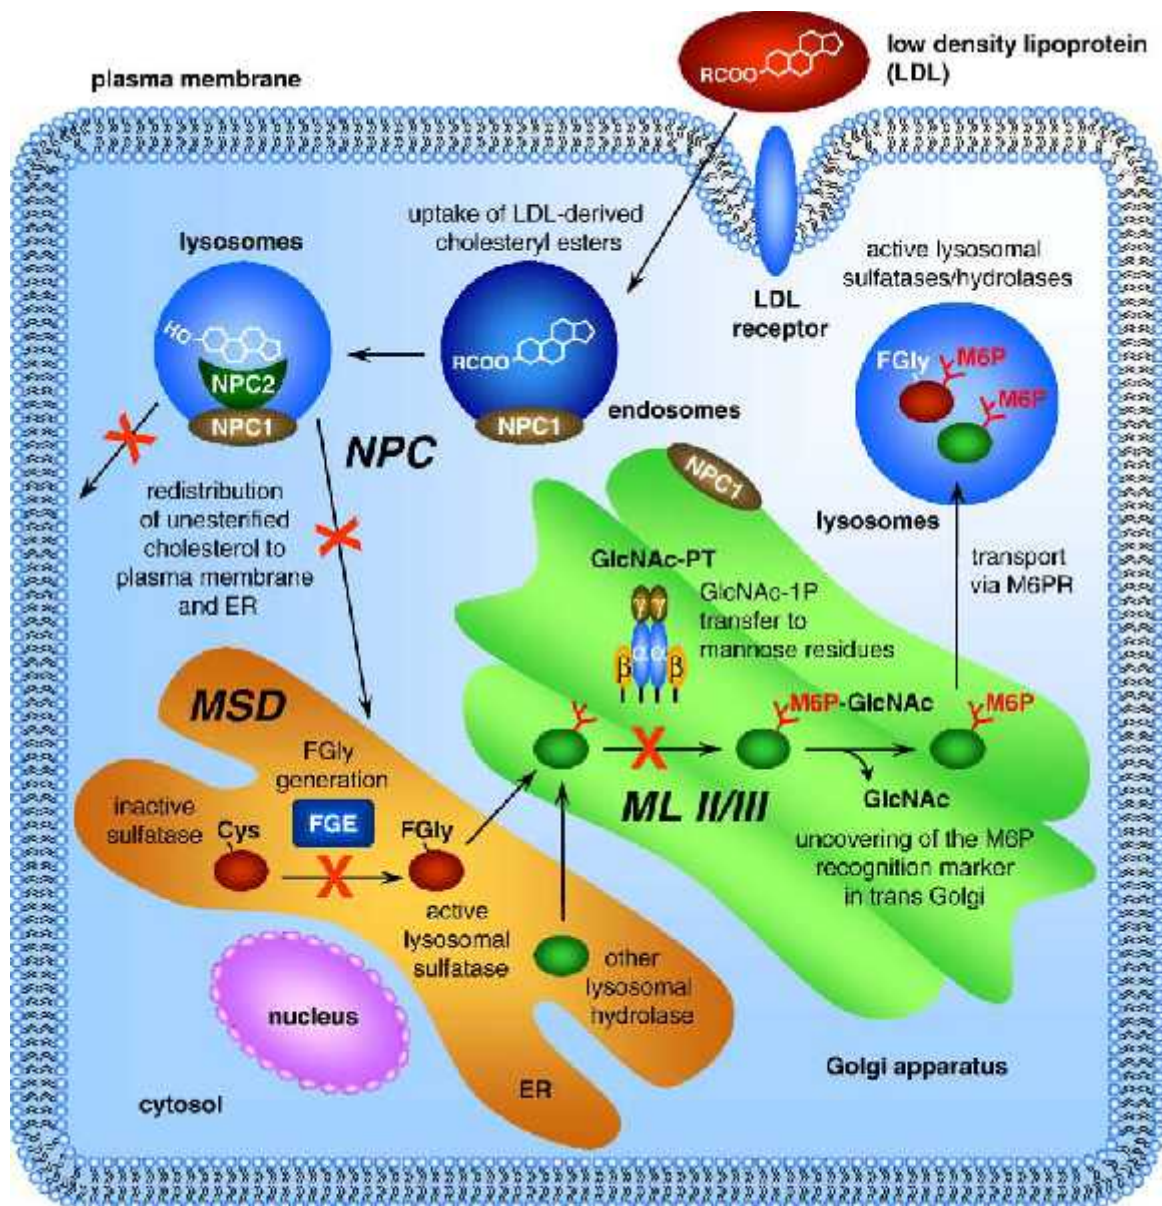 low density lipoprotein
(LDL)
RCOO
plasma membrane
uptake of LDL-derived
cholesteryl esters
lysosomes
active lysosomal
sulfatases/hydrolases
LDL
receptor
HO
NPC2
NPC1
RCOO
NPC1
endosomes
FGly
M6P
M6P
NPC
NPC1
lysosomes
redistribution
of unesterified
cholesterol to
plasma membrane
and ER
transport
via M6PR
GlcNAc-PT
GlcNAc-1P
transfer to
mannose residues
γ γ
α α
β β
MSD
M6P-GlcNAc
M6P
FGly
generation
GlcNAc
ML II/III
inactive
sulfatase
Cys
FGE
FGly
uncovering of the M6P
recognition marker
in trans Golgi
active
lysosomal
sulfatase
other
lysosomal
hydrolase
nucleus
Golgi apparatus
ER
cytosol